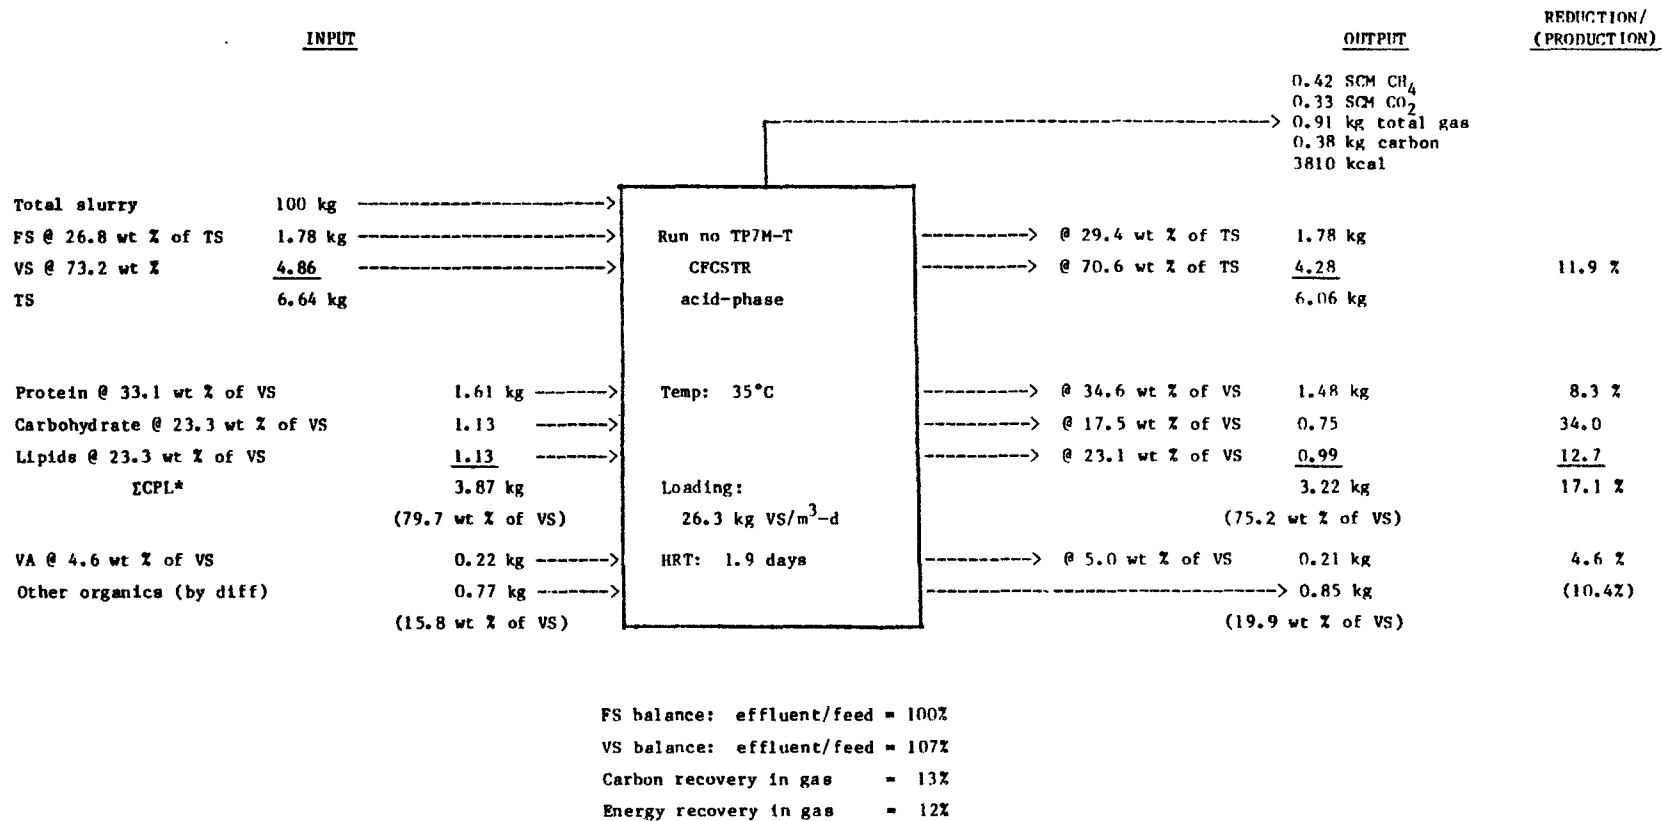 INPUT
OUTPUT
REDUCTION/
(PRODUCTION)
0.42 SCM CH4
0.33 SCM CO2
0.91 kg total gas
0.38 kg carbon
3810 kcal
Total slurry 100 kg
FS @ 26.8 wt % of TS 1.78 kg Run no TP7M-T @ 29.4 wt % of TS 1.78 kg
VS @ 73.2 wt % 4.86 CFCSTR @ 70.6 wt % of TS 4.28 11.9 %
TS 6.64 kg acid-phase 6.06 kg
Protein @ 33.1 wt % of VS 1.61 kg Temp: 35°C @ 34.6 wt % of VS 1.48 kg 8.3 %
Carbohydrate @ 23.3 wt % of VS 1.13 @ 17.5 wt % of VS 0.75 34.0
Lipids @ 23.3 wt % of VS 1.13 @ 23.1 wt % of VS 0.99 12.7
ΣCPL* 3.87 kg Loading: 3.22 kg 17.1 %
(79.7 wt % of VS) 26.3 kg VS/m3-d (75.2 wt % of VS)
VA @ 4.6 wt % of VS 0.22 kg HRT: 1.9 days @ 5.0 wt % of VS 0.21 kg 4.6 %
Other organics (by diff) 0.77 kg 0.85 kg (10.4%)
(15.8 wt % of VS) (19.9 wt % of VS)
FS balance: effluent/feed = 100%
VS balance: effluent/feed = 107%
Carbon recovery in gas = 13%
Energy recovery in gas = 12%